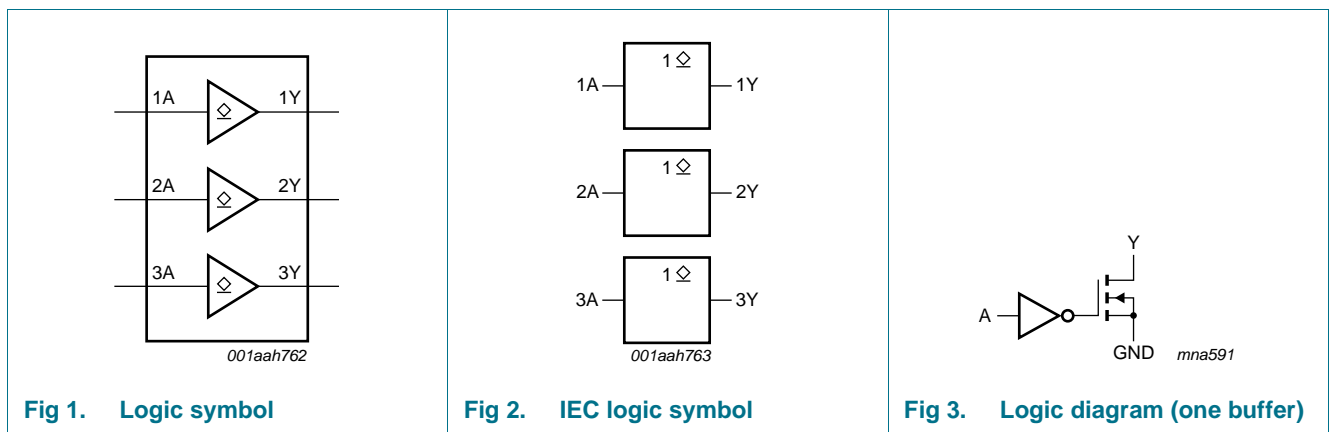 1A 1Y
2A 2Y
3A 3Y
001aah762
Fig 1. Logic symbol
1
1A 1Y
1
2A 2Y
1
3A 3Y
001aah763
Fig 2. IEC logic symbol
Y
A
GND mna591
Fig 3. Logic diagram (one buffer)